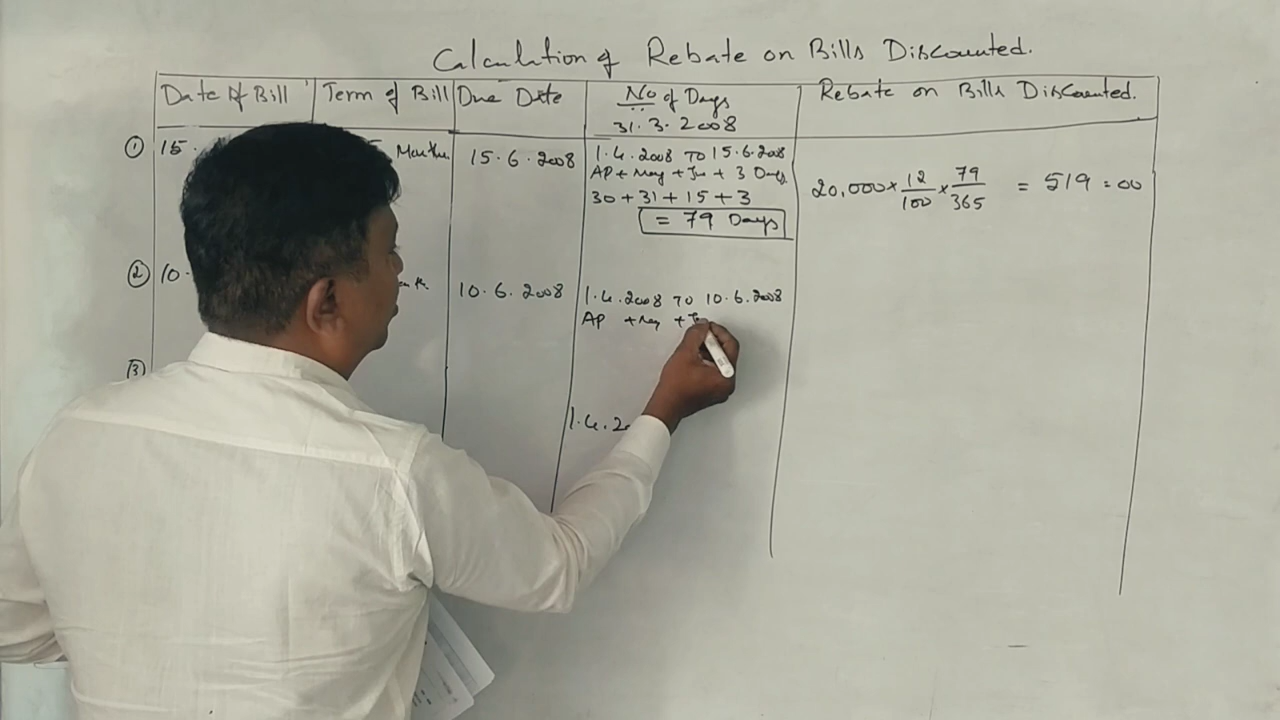 Calculation of Rebate on Bills Discounted.
Date of Bill Term of Bill Due Date No of Days Rebate on Bills Discounted.
31.3.2008
① 15. Months 15.6.2008 1.4.2008 TO 15.6.2008
AP + May + Ju + 3 Days
30 + 31 + 15 + 3
= 79 Days
20,000 × 12/100 × 79/365 = 519 = 00
② 10. 10.6.2008 1.4.2008 TO 10.6.2008
AP + May +
③
1.4.2